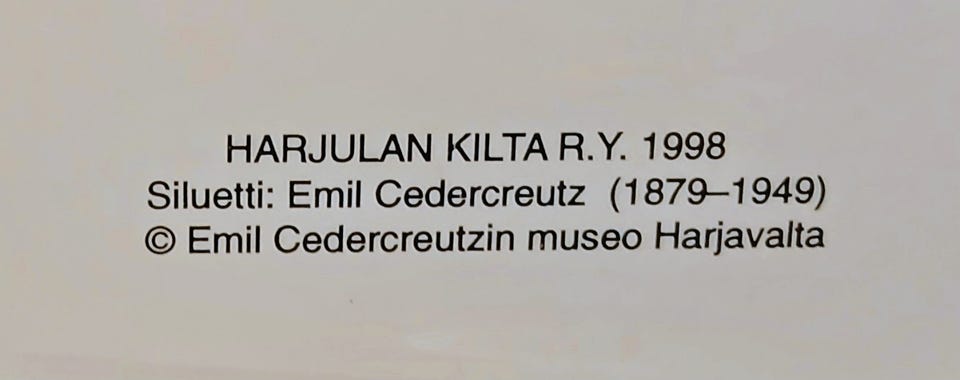 HARJULAN KILTA R.Y. 1998
Siluetti: Emil Cedercreutz (1879–1949)
© Emil Cedercreutzin museo Harjavalta